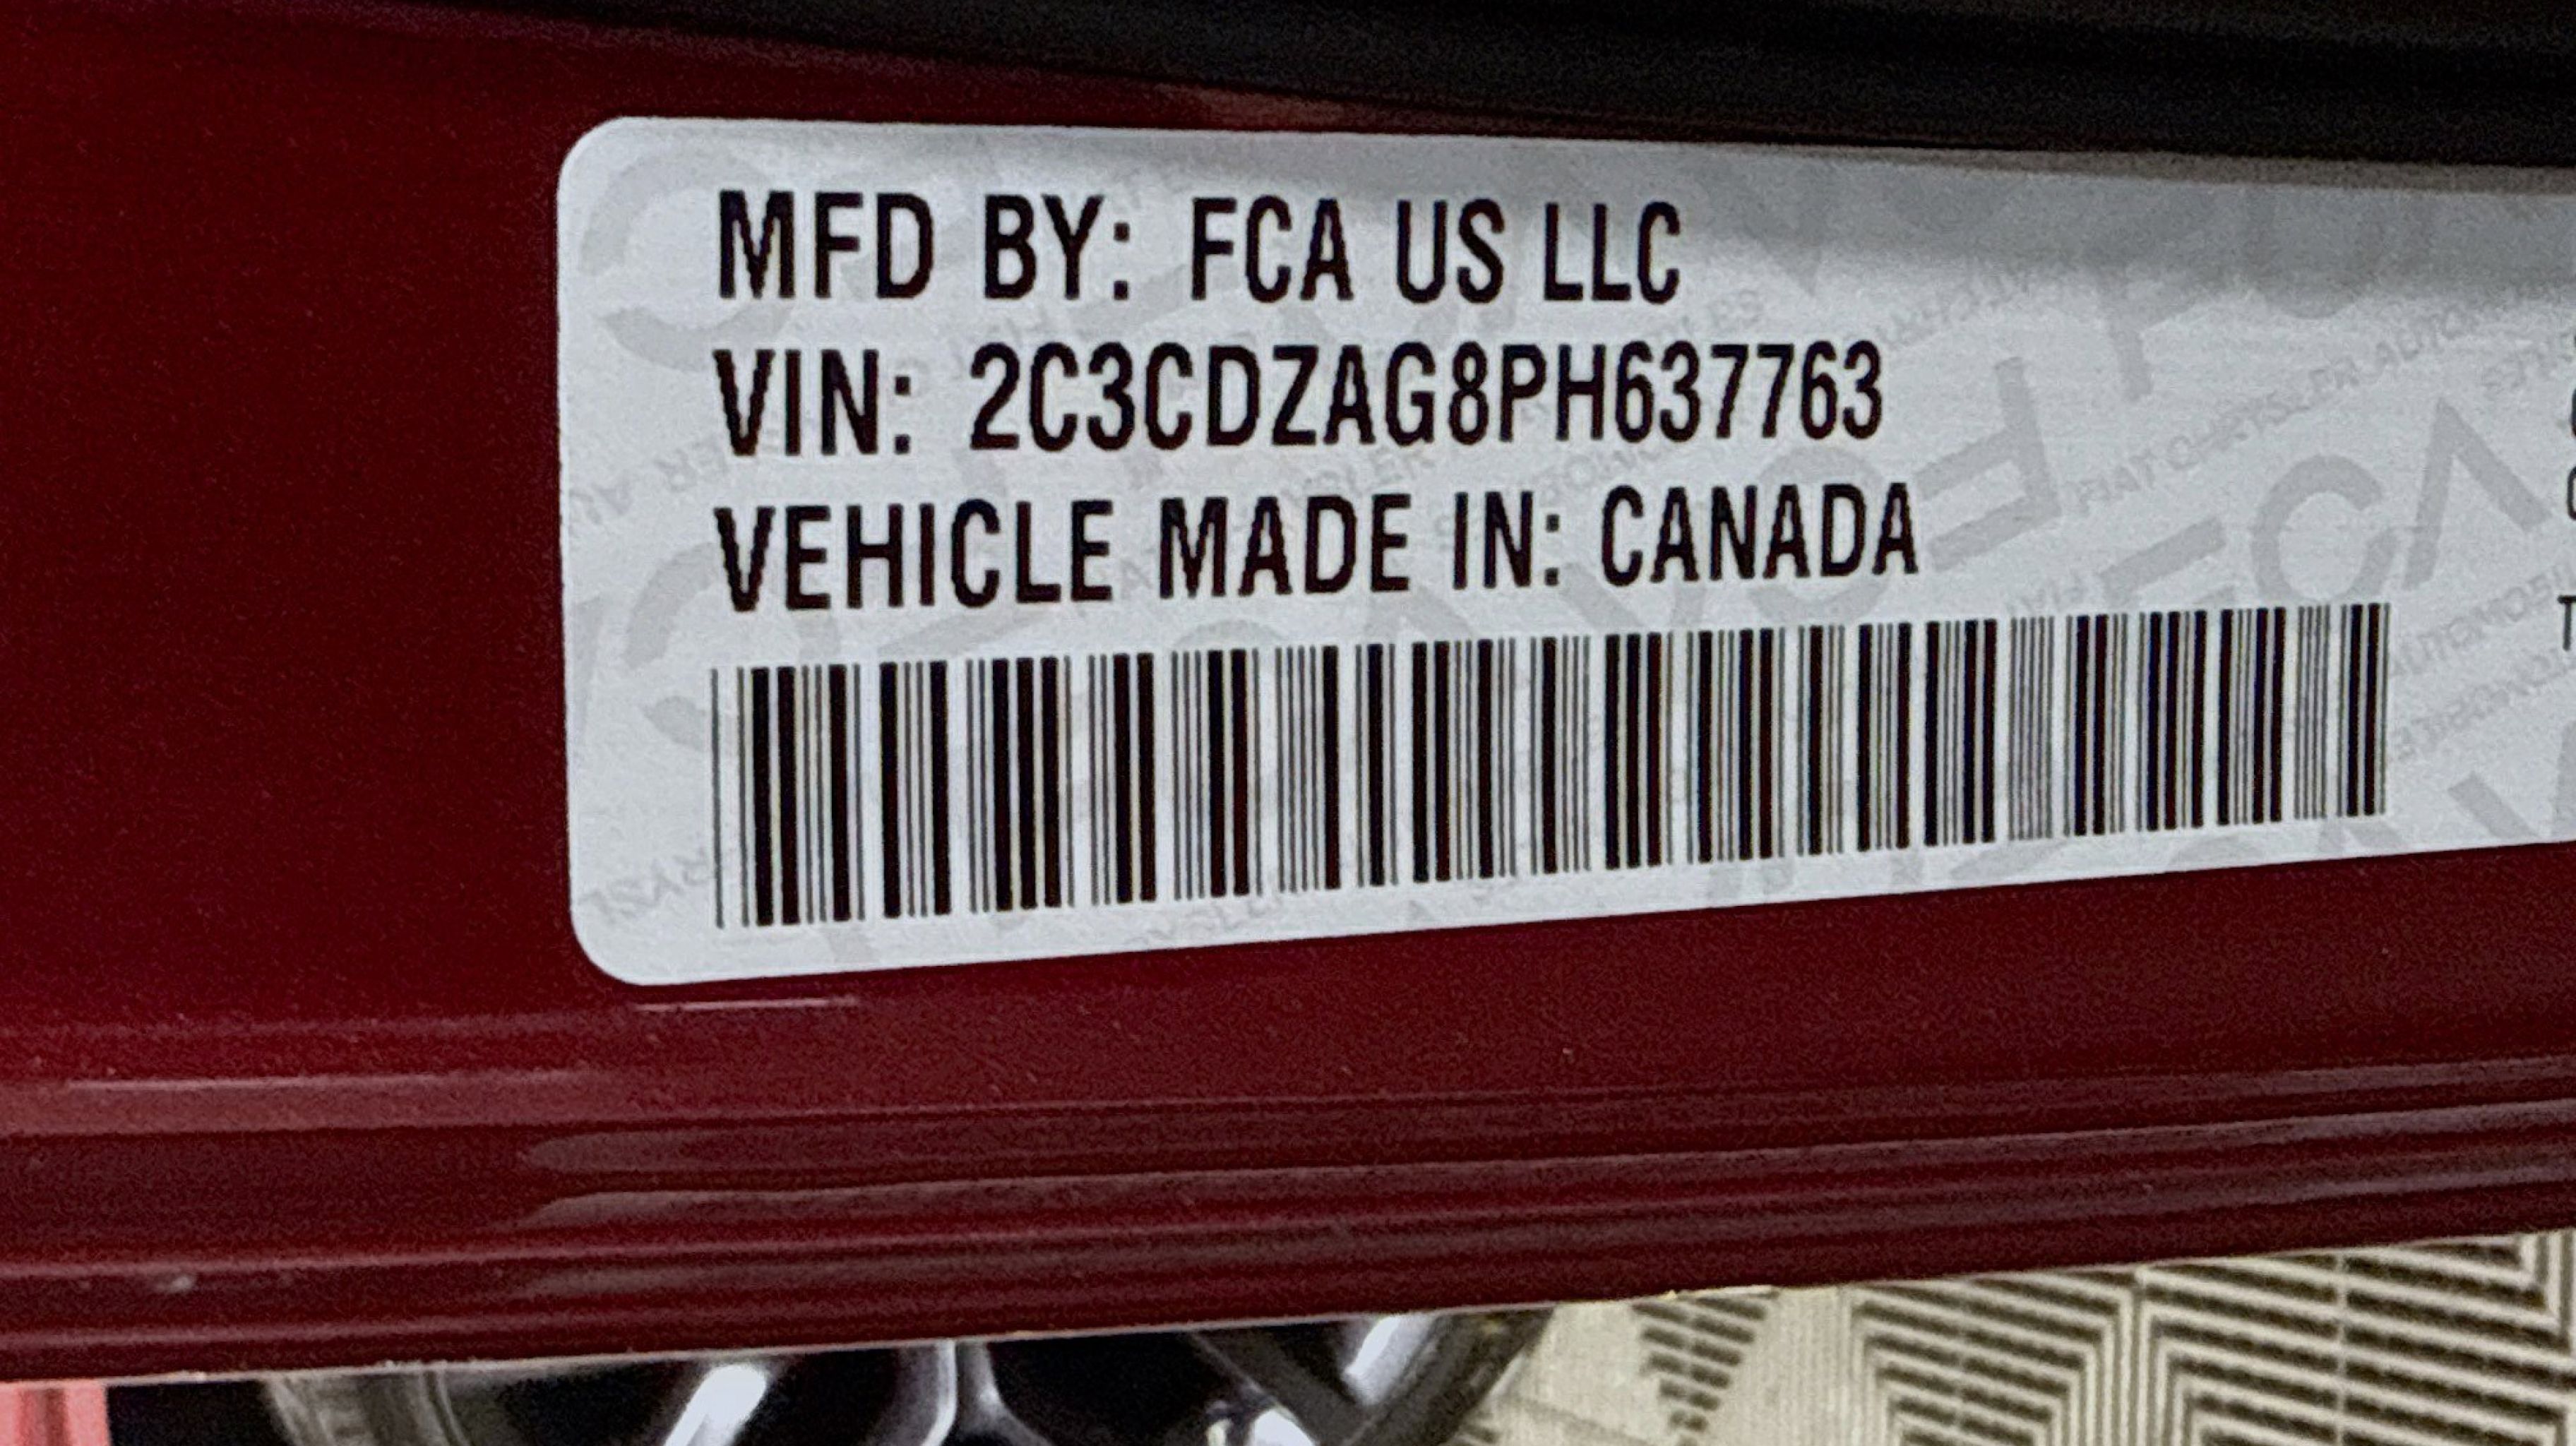 MFD BY: FCA US LLC
VIN: 2C3CDZAG8PH637763
VEHICLE MADE IN: CANADA